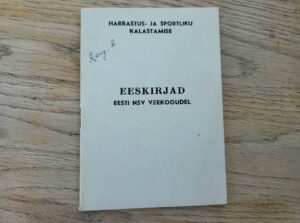 HARRASTUS- JA SPORTLIKU
KALASTAMISE
EESKIRJAD
EESTI NSV VEEKOGUDEL